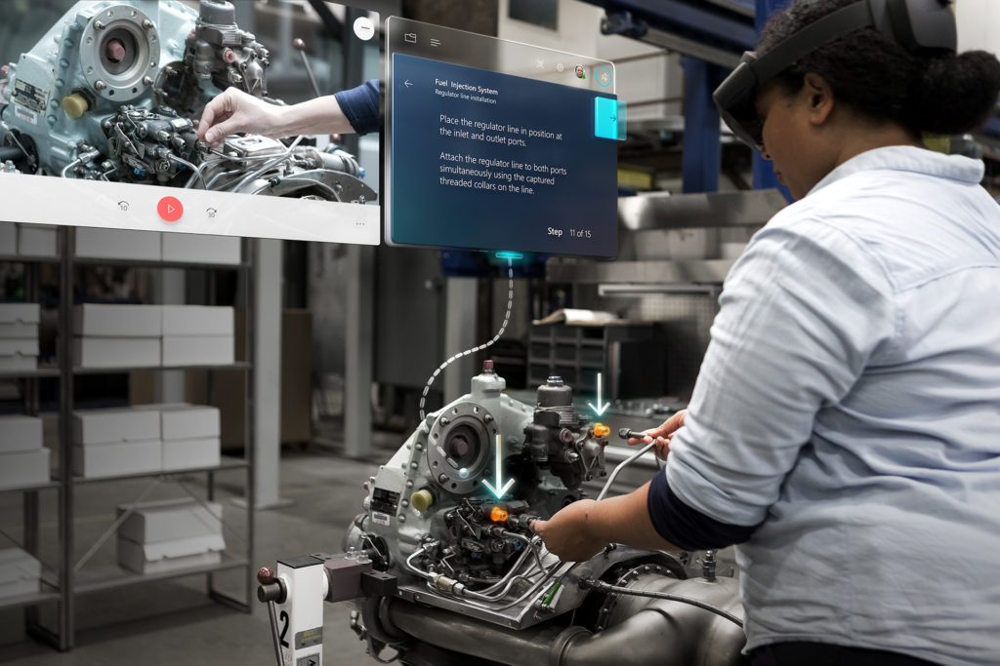 Fuel Injection System
Regulator line installation
Place the regulator line in position at
the inlet and outlet ports.
Attach the regulator line to both ports
simultaneously using the captured
threaded collars on the line.
Step 11 of 15
10
30
2